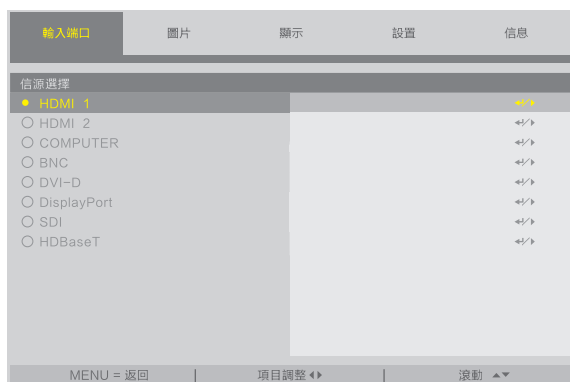 輸入端口 圖片 顯示 設置 信息
信源選擇
HDMI 1
HDMI 2
COMPUTER
BNC
DVI-D
DisplayPort
SDI
HDBaseT
MENU = 返回 | 項目調整 | 滾動